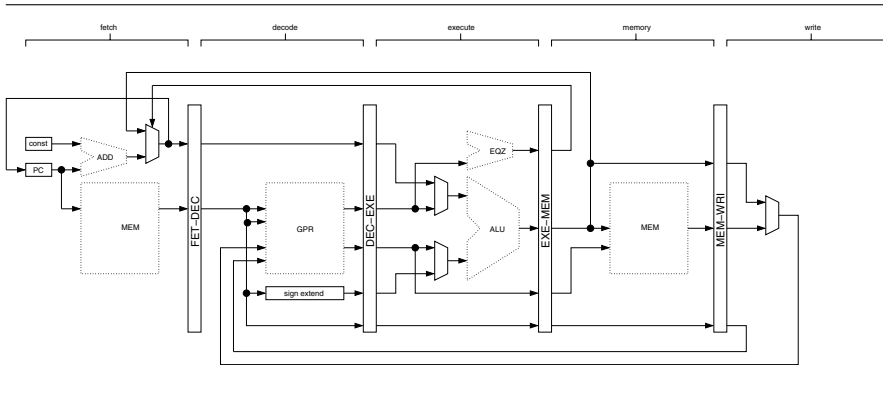 fetch
decode
execute
memory
write
const
PC
ADD
MEM
FET–DEC
GPR
sign extend
DEC–EXE
EQZ
ALU
EXE–MEM
MEM
MEM–WRI